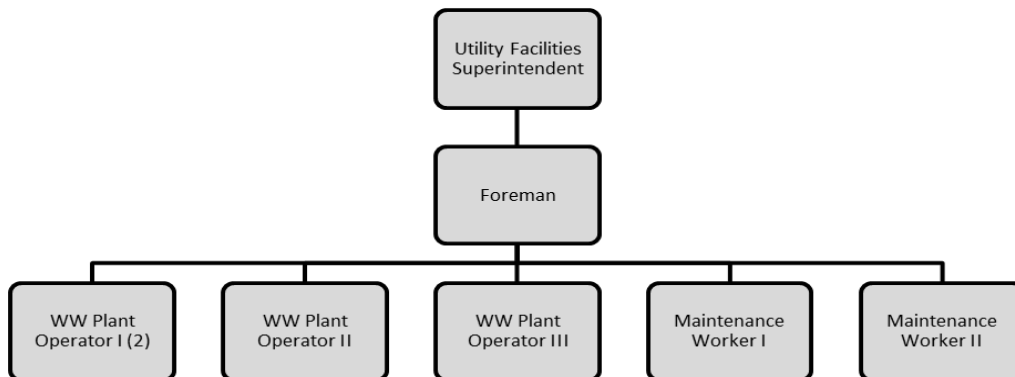 Utility Facilities
Superintendent
Foreman
WW Plant
Operator I (2)
WW Plant
Operator II
WW Plant
Operator III
Maintenance
Worker I
Maintenance
Worker II